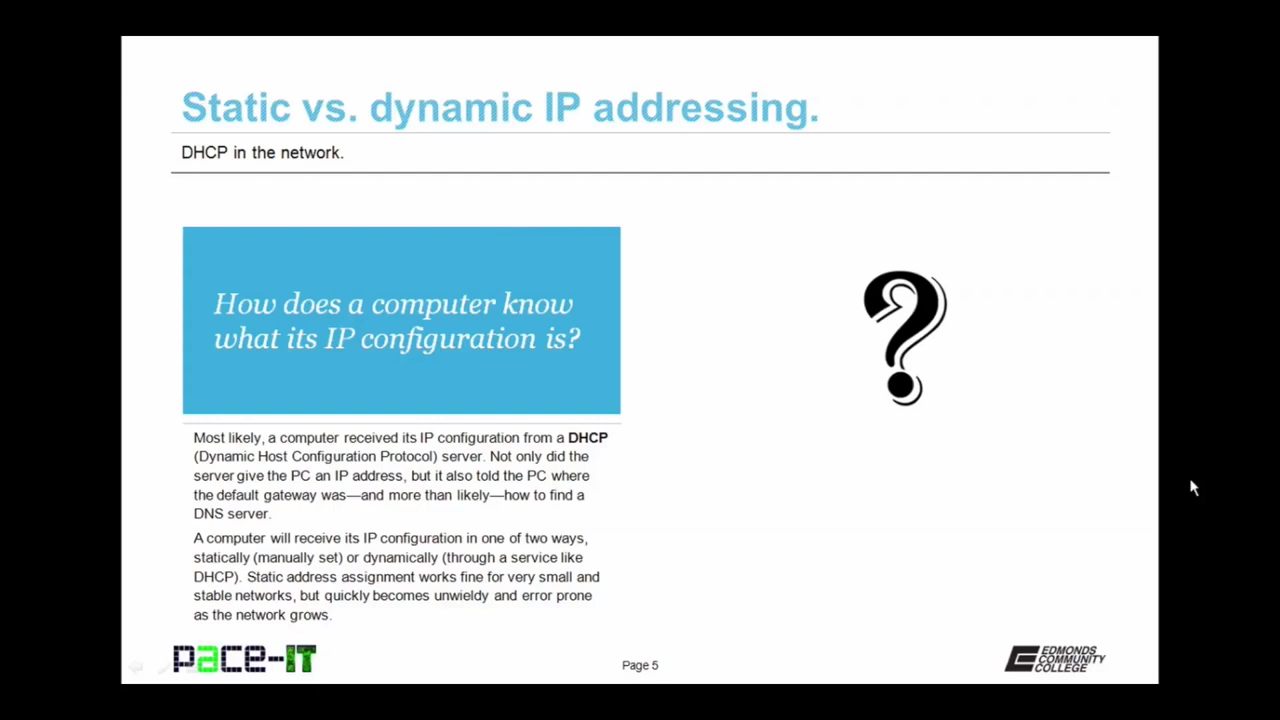 Static vs. dynamic IP addressing.
DHCP in the network.
How does a computer know
what its IP configuration is?
?
Most likely, a computer received its IP configuration from a DHCP
(Dynamic Host Configuration Protocol) server. Not only did the
server give the PC an IP address, but it also told the PC where
the default gateway was—and more than likely—how to find a
DNS server.
A computer will receive its IP configuration in one of two ways,
statically (manually set) or dynamically (through a service like
DHCP). Static address assignment works fine for very small and
stable networks, but quickly becomes unwieldy and error prone
as the network grows.
pace-IT
Page 5
EDMONDS
COMMUNITY
COLLEGE